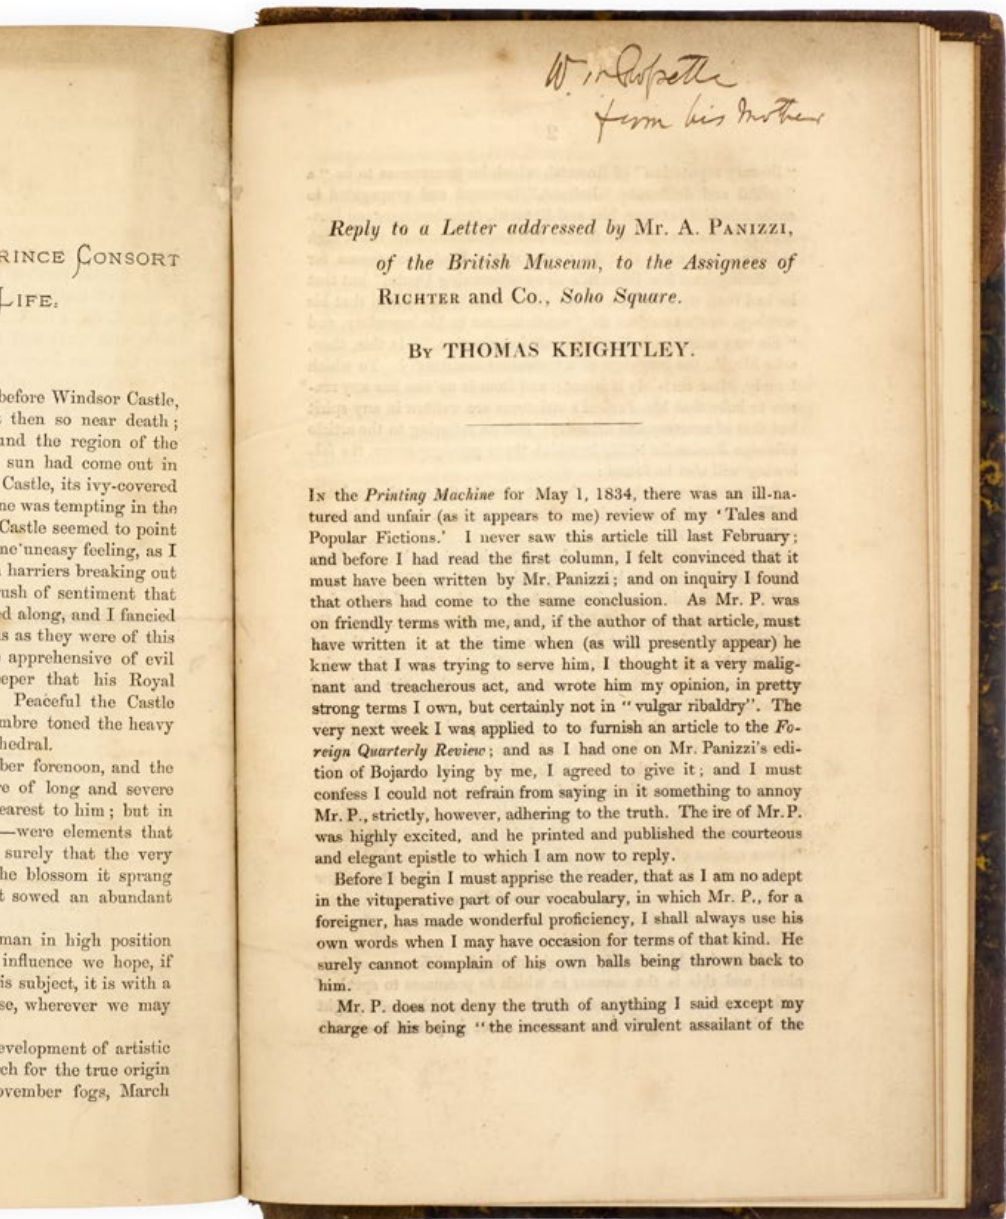 RINCE CONSORT
LIFE.
before Windsor Castle,
then so near death;
und the region of the
sun had come out in
Castle, its ivy-covered
ne was tempting in the
Castle seemed to point
ne uneasy feeling, as I
harriers breaking out
ush of sentiment that
d along, and I fancied
s as they were of this
apprehensive of evil
eper that his Royal
Peaceful the Castle
mbre toned the heavy
hedral.
ber forenoon, and the
re of long and severe
earest to him; but in
—were elements that
surely that the very
he blossom it sprang
t sowed an abundant
man in high position
influence we hope, if
is subject, it is with a
se, wherever we may
evelopment of artistic
ch for the true origin
ovember fogs, March
W. m Rossetti
from his Mother
Reply to a Letter addressed by Mr. A. PANIZZI,
of the British Museum, to the Assignees of
RICHTER and Co., Soho Square.
BY THOMAS KEIGHTLEY.
IN the Printing Machine for May 1, 1834, there was an ill-na-
tured and unfair (as it appears to me) review of my ‘Tales and
Popular Fictions.’ I never saw this article till last February;
and before I had read the first column, I felt convinced that it
must have been written by Mr. Panizzi; and on inquiry I found
that others had come to the same conclusion. As Mr. P. was
on friendly terms with me, and, if the author of that article, must
have written it at the time when (as will presently appear) he
knew that I was trying to serve him, I thought it a very malig-
nant and treacherous act, and wrote him my opinion, in pretty
strong terms I own, but certainly not in “vulgar ribaldry”. The
very next week I was applied to to furnish an article to the Fo-
reign Quarterly Review; and as I had one on Mr. Panizzi's edi-
tion of Bojardo lying by me, I agreed to give it; and I must
confess I could not refrain from saying in it something to annoy
Mr. P., strictly, however, adhering to the truth. The ire of Mr. P.
was highly excited, and he printed and published the courteous
and elegant epistle to which I am now to reply.
Before I begin I must apprise the reader, that as I am no adept
in the vituperative part of our vocabulary, in which Mr. P., for a
foreigner, has made wonderful proficiency, I shall always use his
own words when I may have occasion for terms of that kind. He
surely cannot complain of his own balls being thrown back to
him.
Mr. P. does not deny the truth of anything I said except my
charge of his being “the incessant and virulent assailant of the